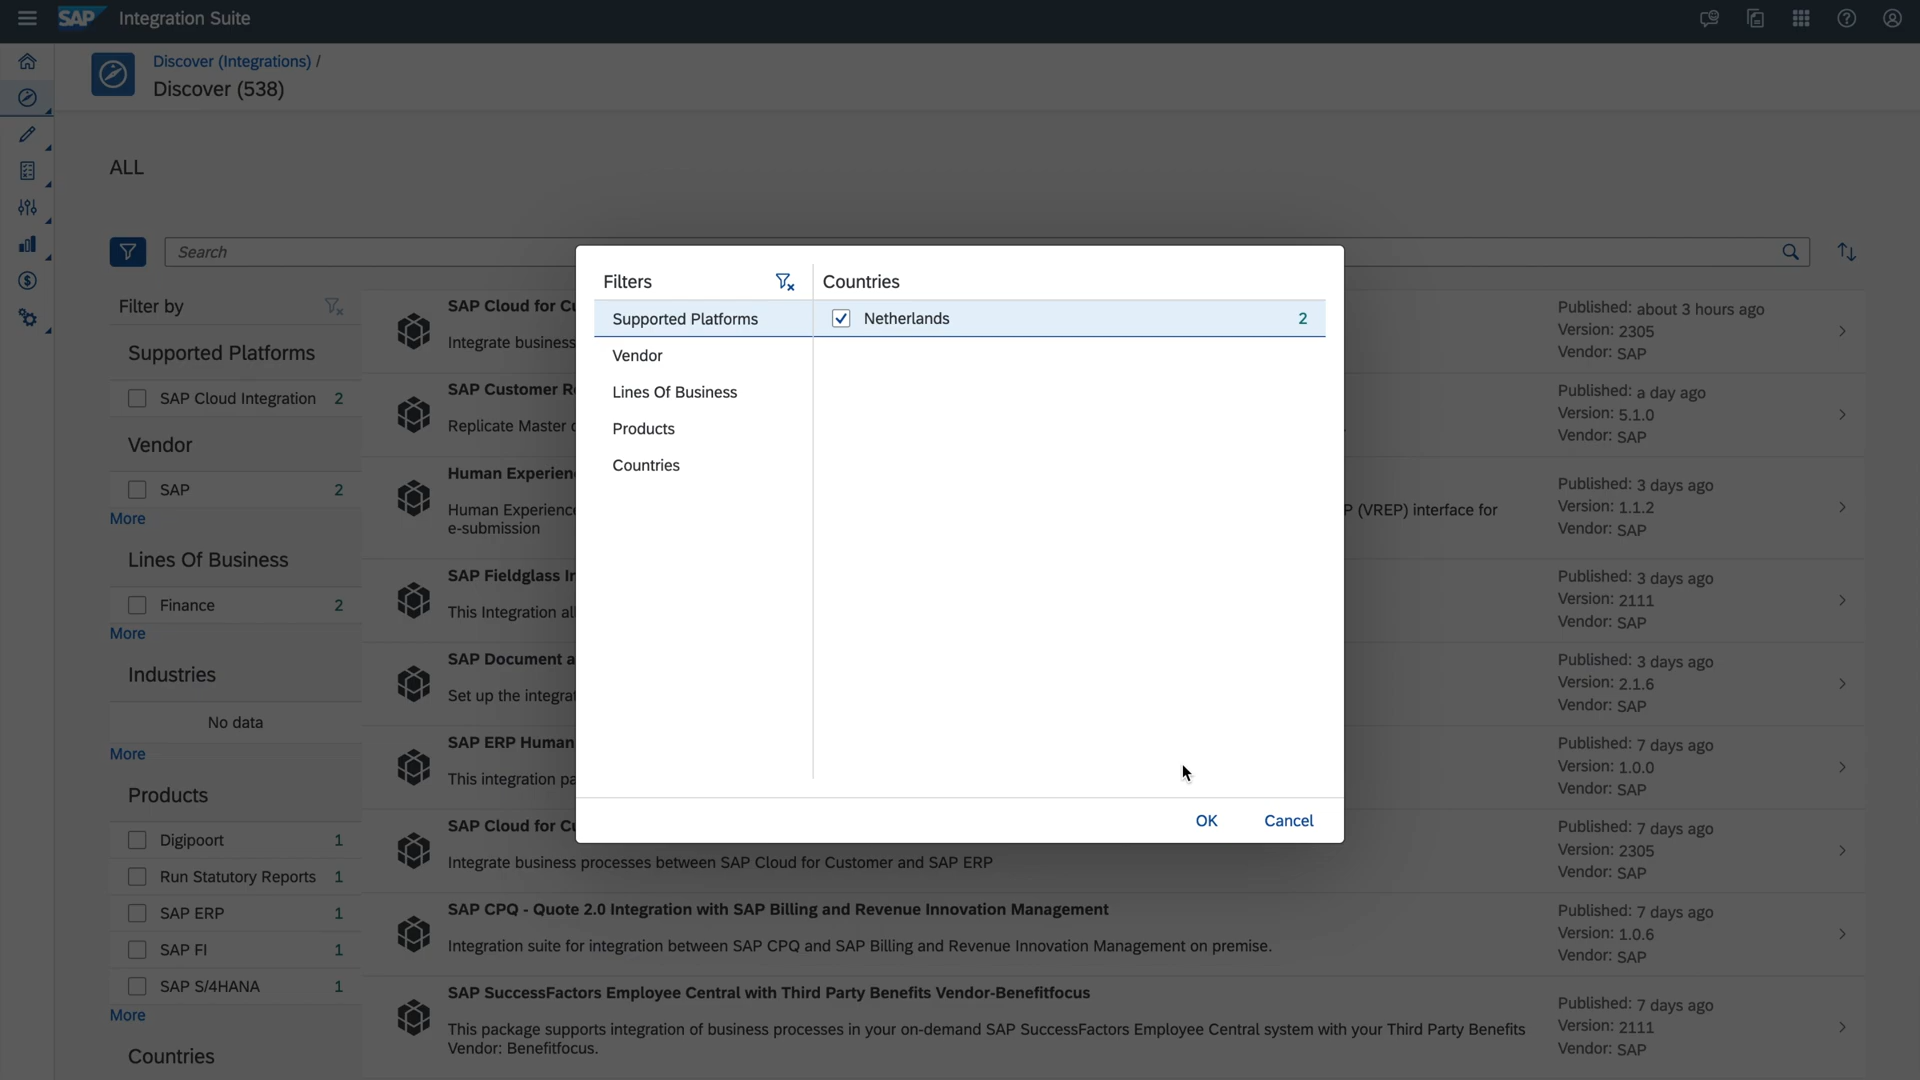 SAP Integration Suite
Discover (Integrations) /
Discover (538)
ALL
Search
Filter by
Supported Platforms
SAP Cloud Integration 2
Vendor
SAP 2
More
Lines Of Business
Finance 2
More
Industries
No data
More
Products
Digipoort 1
Run Statutory Reports 1
SAP ERP 1
SAP FI 1
SAP S/4HANA 1
More
Countries
Filters
Supported Platforms
Vendor
Lines Of Business
Products
Countries
Countries
Netherlands 2
OK Cancel
SAP Cloud for Cu
Integrate business
Published: about 3 hours ago
Version: 2305
Vendor: SAP
SAP Customer R
Replicate Master
Published: a day ago
Version: 5.1.0
Vendor: SAP
Human Experien
Human Experience P (VREP) interface for
e-submission
Published: 3 days ago
Version: 1.1.2
Vendor: SAP
SAP Fieldglass In
This Integration al
Published: 3 days ago
Version: 2111
Vendor: SAP
SAP Document a
Set up the integrat
Published: 3 days ago
Version: 2.1.6
Vendor: SAP
SAP ERP Human
This integration pa
Published: 7 days ago
Version: 1.0.0
Vendor: SAP
SAP Cloud for Cu
Integrate business processes between SAP Cloud for Customer and SAP ERP
Published: 7 days ago
Version: 2305
Vendor: SAP
SAP CPQ - Quote 2.0 Integration with SAP Billing and Revenue Innovation Management
Integration suite for integration between SAP CPQ and SAP Billing and Revenue Innovation Management on premise.
Published: 7 days ago
Version: 1.0.6
Vendor: SAP
SAP SuccessFactors Employee Central with Third Party Benefits Vendor-Benefitfocus
This package supports integration of business processes in your on-demand SAP SuccessFactors Employee Central system with your Third Party Benefits
Vendor: Benefitfocus.
Published: 7 days ago
Version: 2111
Vendor: SAP